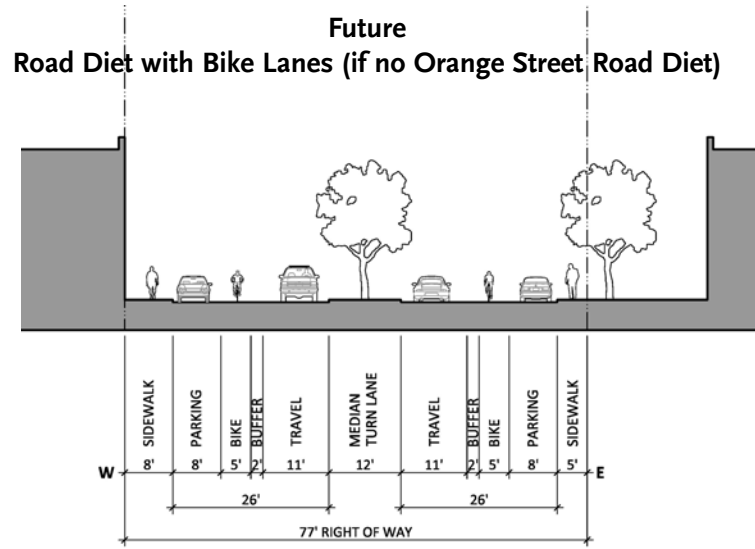 Future
Road Diet with Bike Lanes (if no Orange Street Road Diet)
SIDEWALK
PARKING
BIKE
BUFFER
TRAVEL
MEDIAN
TURN LANE
TRAVEL
BUFFER
BIKE
PARKING
SIDEWALK
W 8' 8' 5' 2' 11' 12' 11' 2' 5' 8' 5' E
26' 26'
77' RIGHT OF WAY